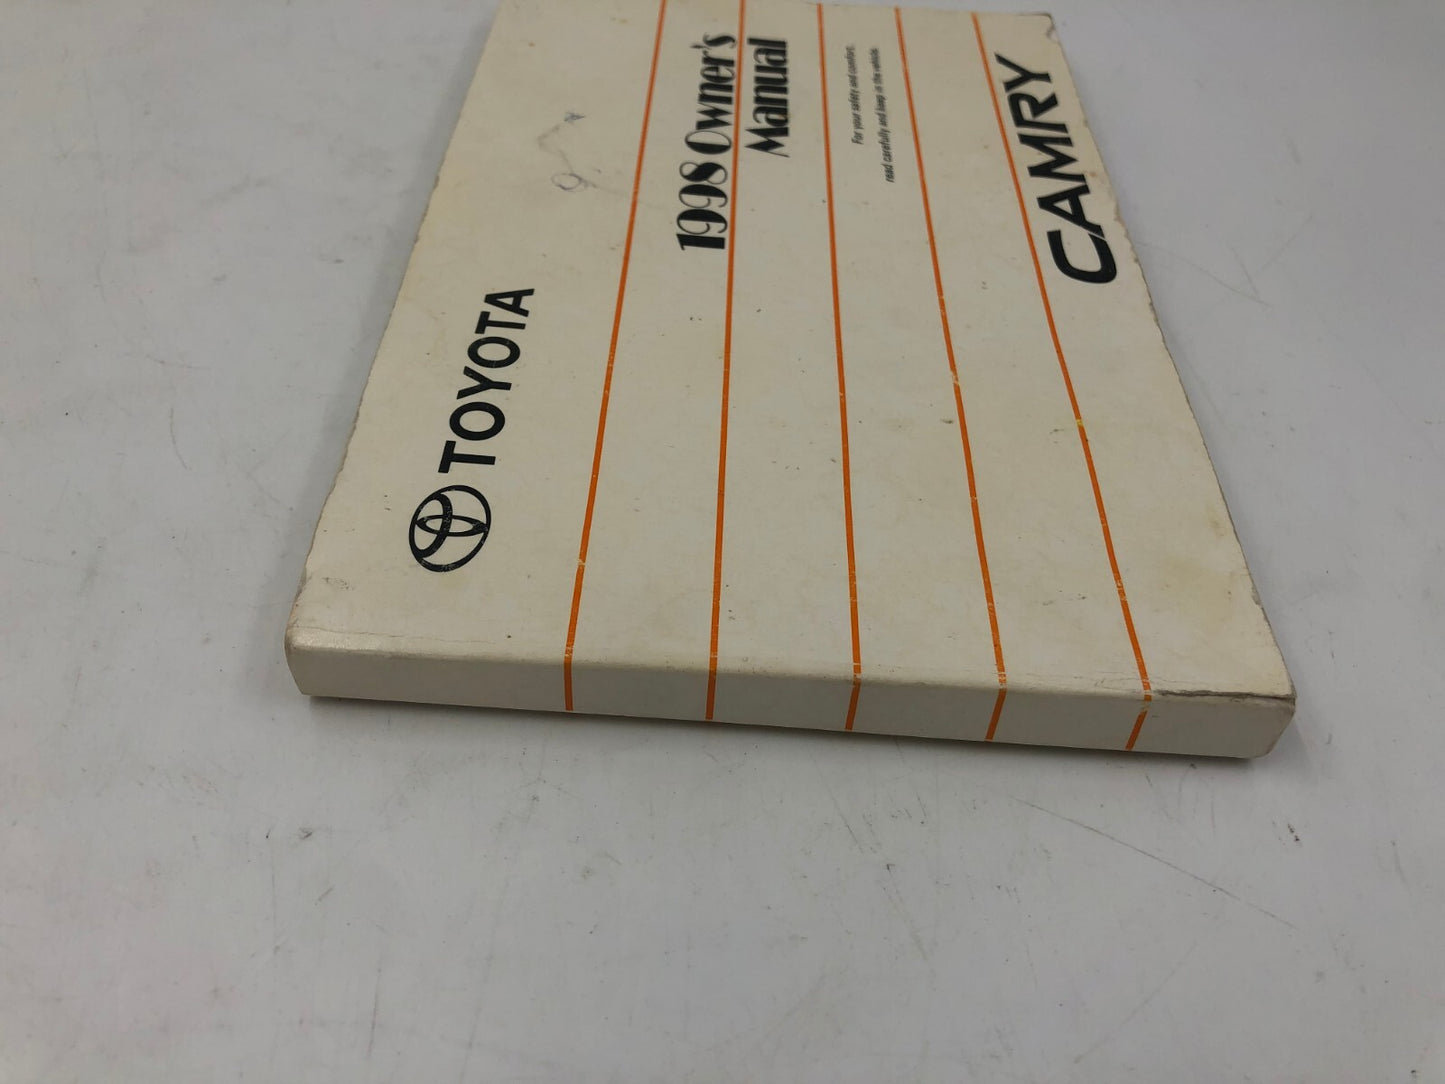 TOYOTA
1998 Owner's
Manual
For your safety and comfort,
read carefully and keep in the vehicle.
CAMRY